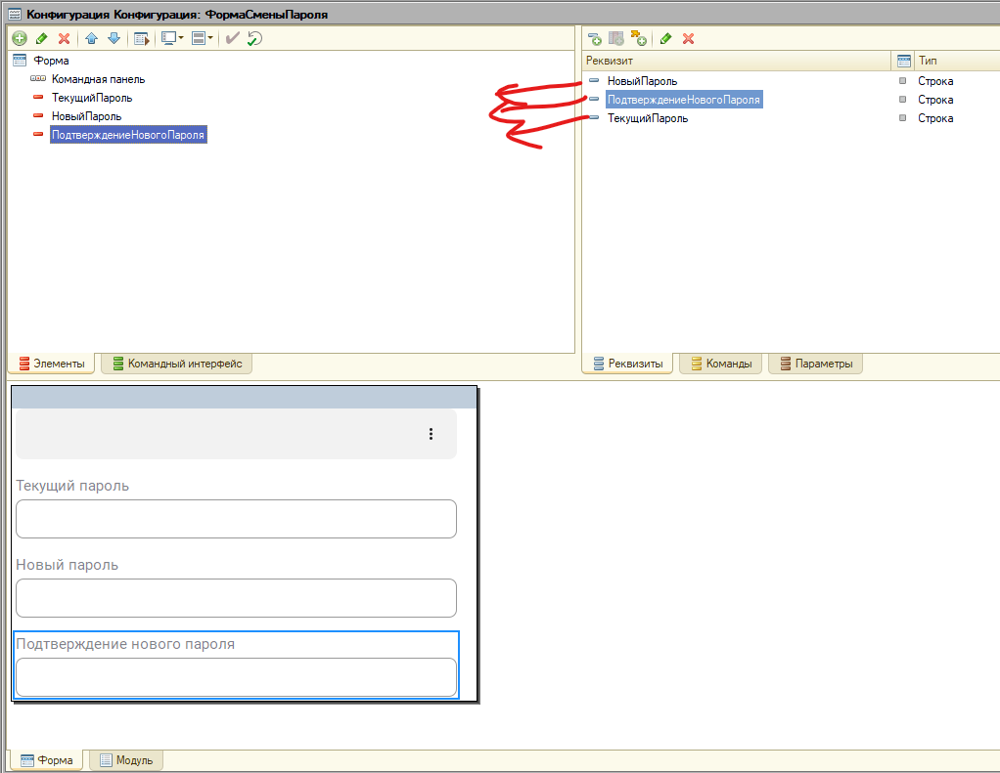 Конфигурация Конфигурация: ФормаСменыПароля
Форма
Командная панель
ТекущийПароль
НовыйПароль
ПодтверждениеНовогоПароля
Элементы
Командный интерфейс
Реквизит
Тип
НовыйПароль
Строка
ПодтверждениеНовогоПароля
Строка
ТекущийПароль
Строка
Реквизиты
Команды
Параметры
Текущий пароль
Новый пароль
Подтверждение нового пароля
Форма
Модуль